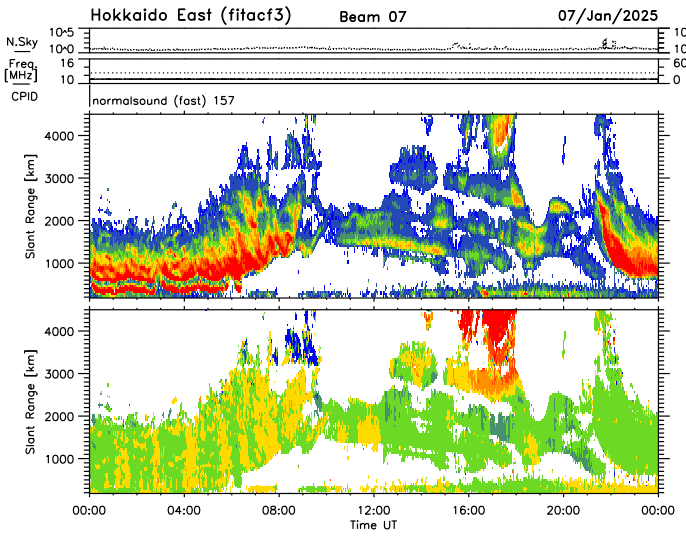 Hokkaido East (fitacf3) Beam 07 07/Jan/2025
N.Sky 10^5 10^0 10 10
Freq. [MHz] 16 10 60 0
CPID normalsound (fast) 157
Slant Range [km] 4000 3000 2000 1000
Slant Range [km] 4000 3000 2000 1000
00:00 04:00 08:00 12:00 16:00 20:00 00:00
Time UT